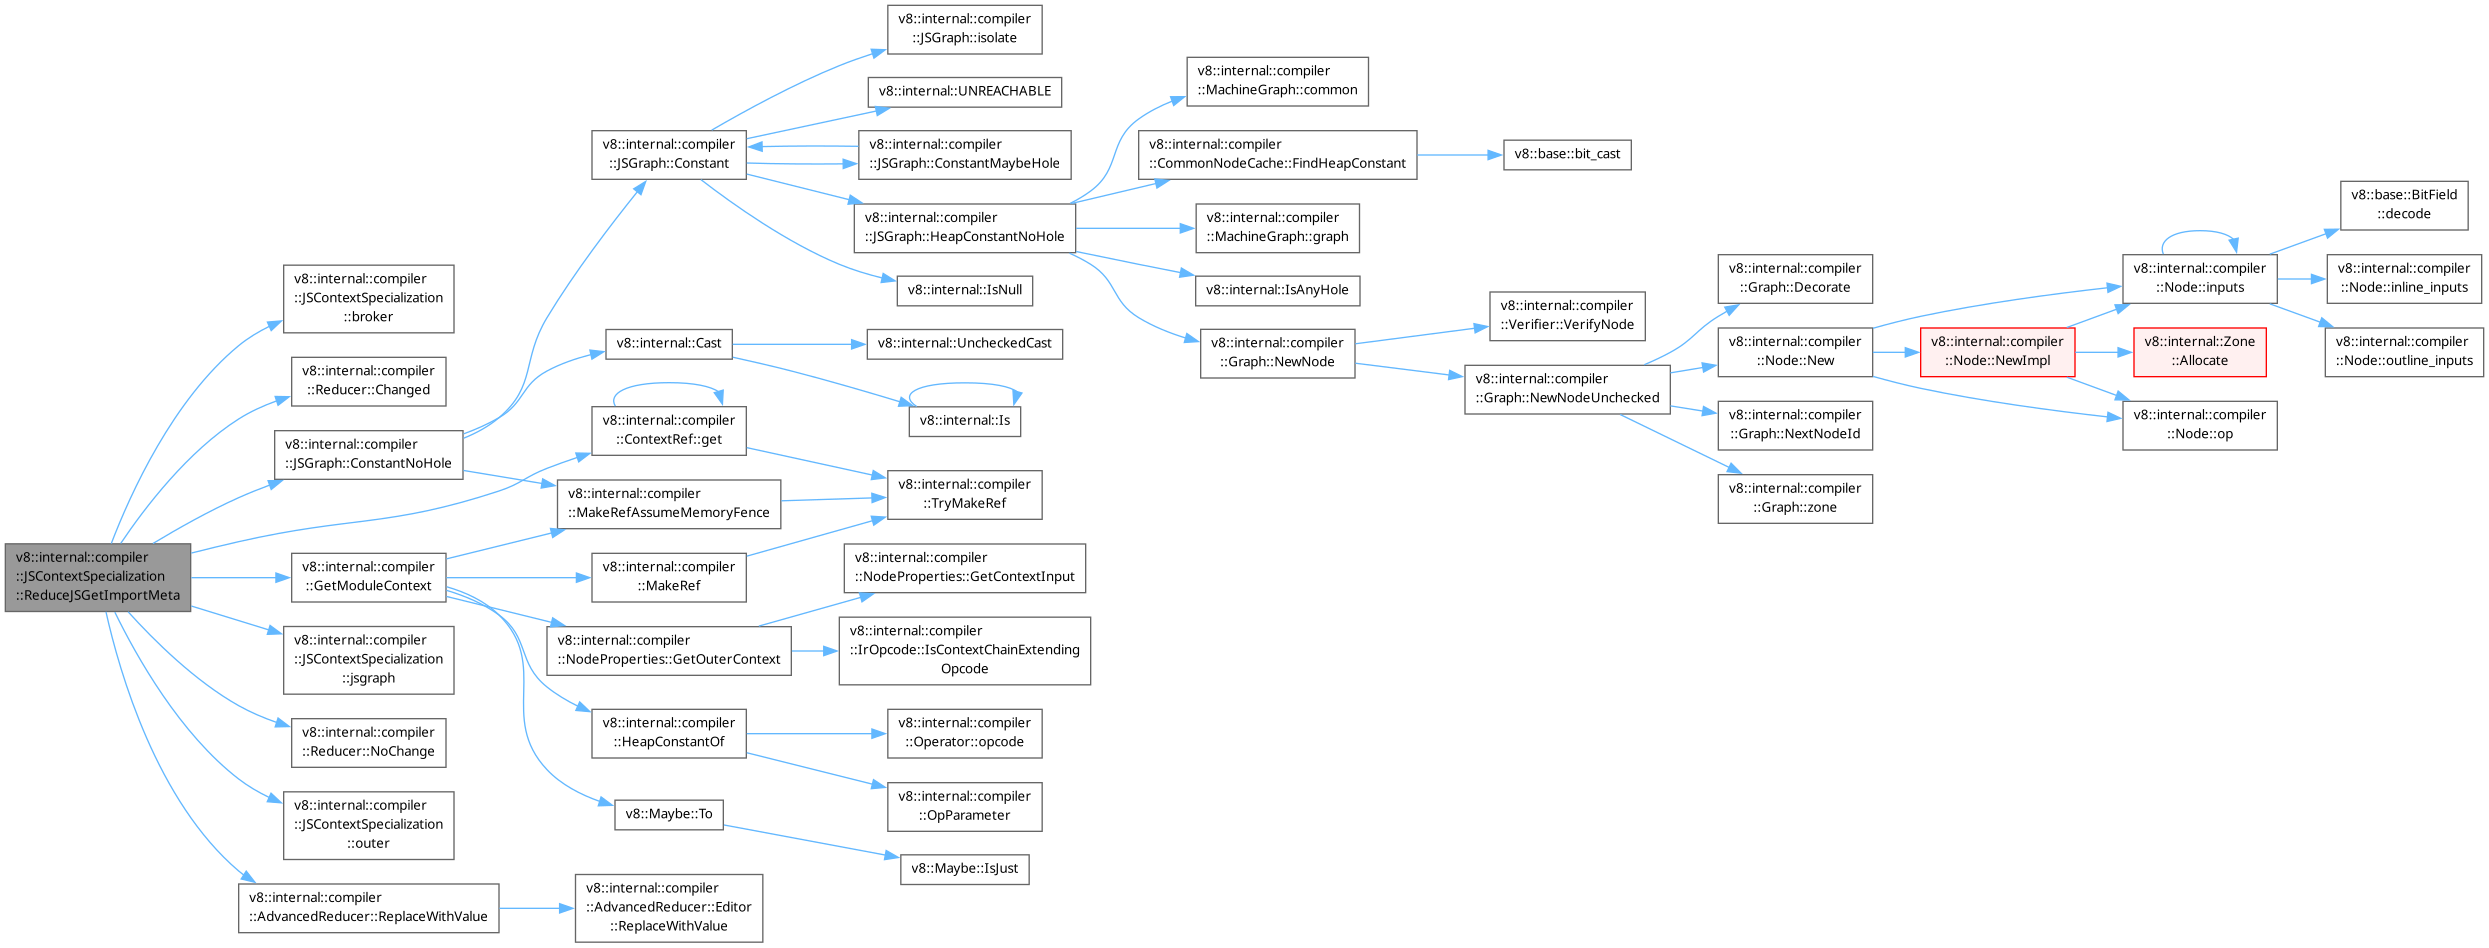 v8::internal::compiler
::JSContextSpecialization
::ReduceJSGetImportMeta
v8::internal::compiler
::JSContextSpecialization
::broker
v8::internal::compiler
::Reducer::Changed
v8::internal::compiler
::JSGraph::ConstantNoHole
v8::internal::compiler
::JSGraph::Constant
v8::internal::compiler
::JSGraph::isolate
v8::internal::UNREACHABLE
v8::internal::compiler
::JSGraph::ConstantMaybeHole
v8::internal::compiler
::JSGraph::HeapConstantNoHole
v8::internal::compiler
::MachineGraph::common
v8::internal::compiler
::CommonNodeCache::FindHeapConstant
v8::base::bit_cast
v8::internal::compiler
::MachineGraph::graph
v8::internal::IsAnyHole
v8::internal::compiler
::Graph::NewNode
v8::internal::compiler
::Verifier::VerifyNode
v8::internal::compiler
::Graph::NewNodeUnchecked
v8::internal::compiler
::Graph::Decorate
v8::internal::compiler
::Node::New
v8::internal::compiler
::Node::NewImpl
v8::internal::compiler
::Node::inputs
v8::base::BitField
::decode
v8::internal::compiler
::Node::inline_inputs
v8::internal::compiler
::Node::outline_inputs
v8::internal::Zone
::Allocate
v8::internal::compiler
::Node::op
v8::internal::compiler
::Graph::NextNodeId
v8::internal::compiler
::Graph::zone
v8::internal::IsNull
v8::internal::Cast
v8::internal::UncheckedCast
v8::internal::Is
v8::internal::compiler
::ContextRef::get
v8::internal::compiler
::MakeRefAssumeMemoryFence
v8::internal::compiler
::TryMakeRef
v8::internal::compiler
::GetModuleContext
v8::internal::compiler
::MakeRef
v8::internal::compiler
::NodeProperties::GetOuterContext
v8::internal::compiler
::NodeProperties::GetContextInput
v8::internal::compiler
::IrOpcode::IsContextChainExtending
Opcode
v8::internal::compiler
::HeapConstantOf
v8::internal::compiler
::Operator::opcode
v8::internal::compiler
::OpParameter
v8::Maybe::To
v8::Maybe::IsJust
v8::internal::compiler
::JSContextSpecialization
::jsgraph
v8::internal::compiler
::Reducer::NoChange
v8::internal::compiler
::JSContextSpecialization
::outer
v8::internal::compiler
::AdvancedReducer::ReplaceWithValue
v8::internal::compiler
::AdvancedReducer::Editor
::ReplaceWithValue